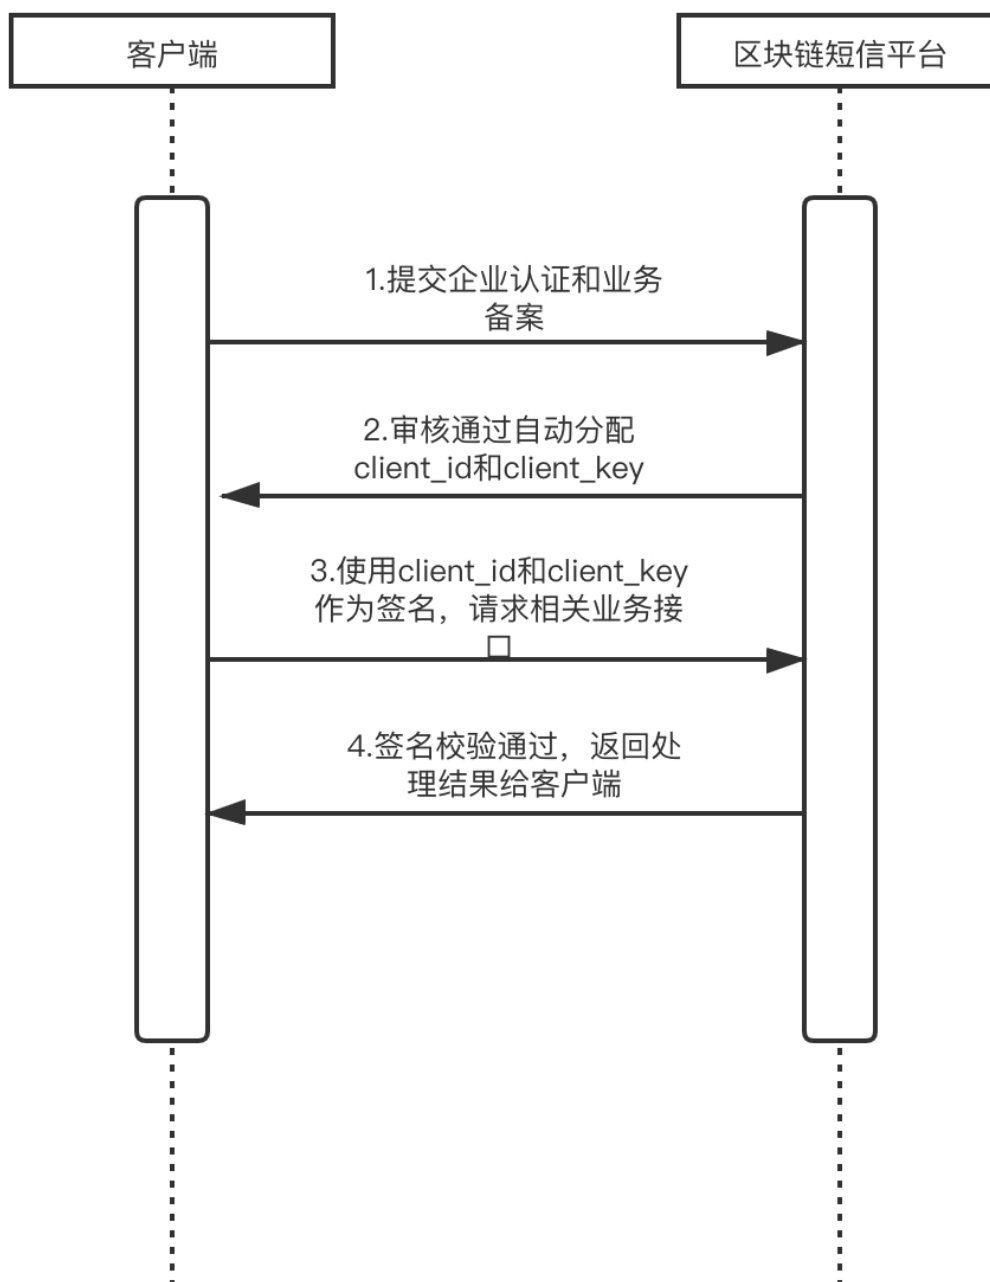 客户端
区块链短信平台
1.提交企业认证和业务
备案
2.审核通过自动分配
client_id和client_key
3.使用client_id和client_key
作为签名，请求相关业务接
口
4.签名校验通过，返回处
理结果给客户端